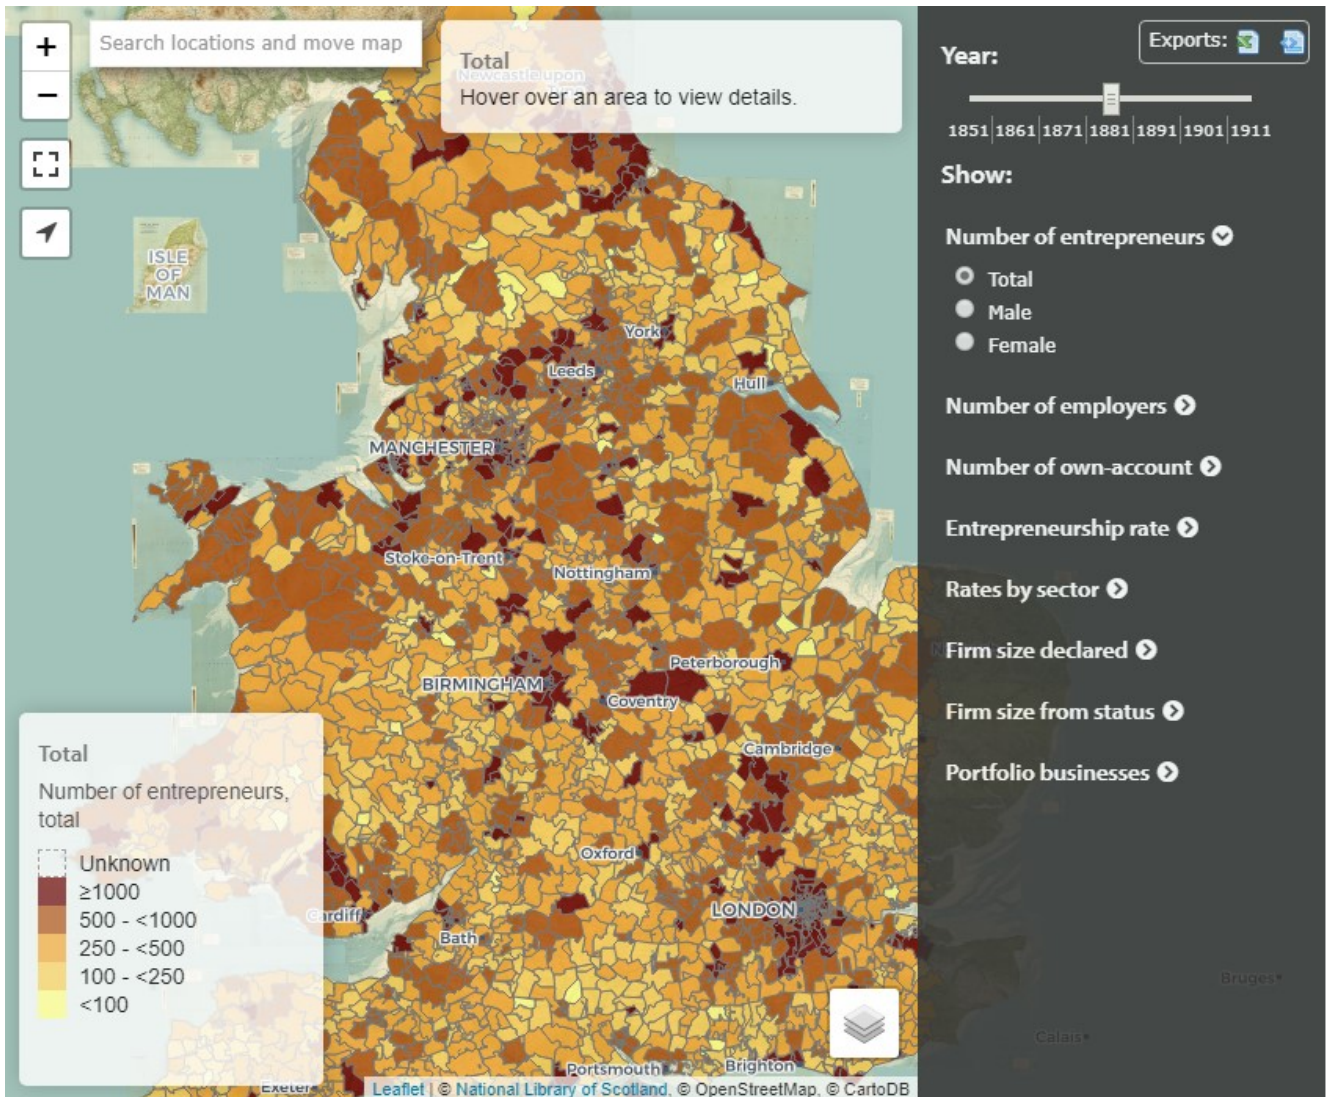 +
Search locations and move map
−
Total
Newcastle upon
Hover over an area to view details.
Exports:
Year:
1851 1861 1871 1881 1891 1901 1911
Show:
Number of entrepreneurs
Total
Male
Female
Number of employers
Number of own-account
Entrepreneurship rate
Rates by sector
Firm size declared
Firm size from status
Portfolio businesses
ISLE
OF
MAN
York
Leeds
Hull
MANCHESTER
Stoke-on-Trent
Nottingham
Peterborough
BIRMINGHAM
Coventry
Cambridge
Oxford
LONDON
Cardiff
Bath
Portsmouth
Brighton
Exeter
Bruges
Calais
Total
Number of entrepreneurs,
total
Unknown
≥1000
500 - <1000
250 - <500
100 - <250
<100
Leaflet | © National Library of Scotland, © OpenStreetMap, © CartoDB